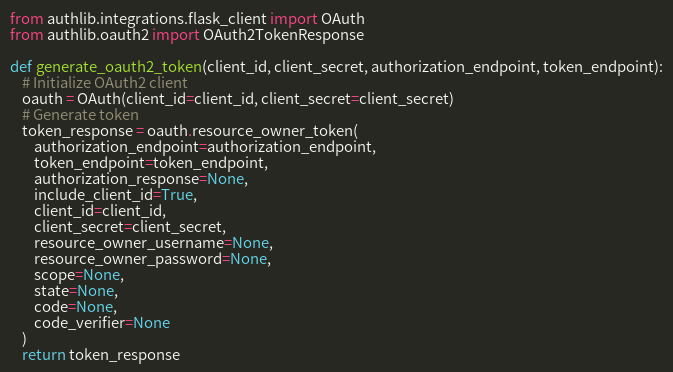 from authlib.integrations.flask_client import OAuth
from authlib.oauth2 import OAuth2TokenResponse

def generate_oauth2_token(client_id, client_secret, authorization_endpoint, token_endpoint):
    # Initialize OAuth2 client
    oauth = OAuth(client_id=client_id, client_secret=client_secret)
    # Generate token
    token_response = oauth.resource_owner_token(
        authorization_endpoint=authorization_endpoint,
        token_endpoint=token_endpoint,
        authorization_response=None,
        include_client_id=True,
        client_id=client_id,
        client_secret=client_secret,
        resource_owner_username=None,
        resource_owner_password=None,
        scope=None,
        state=None,
        code=None,
        code_verifier=None
    )
    return token_response